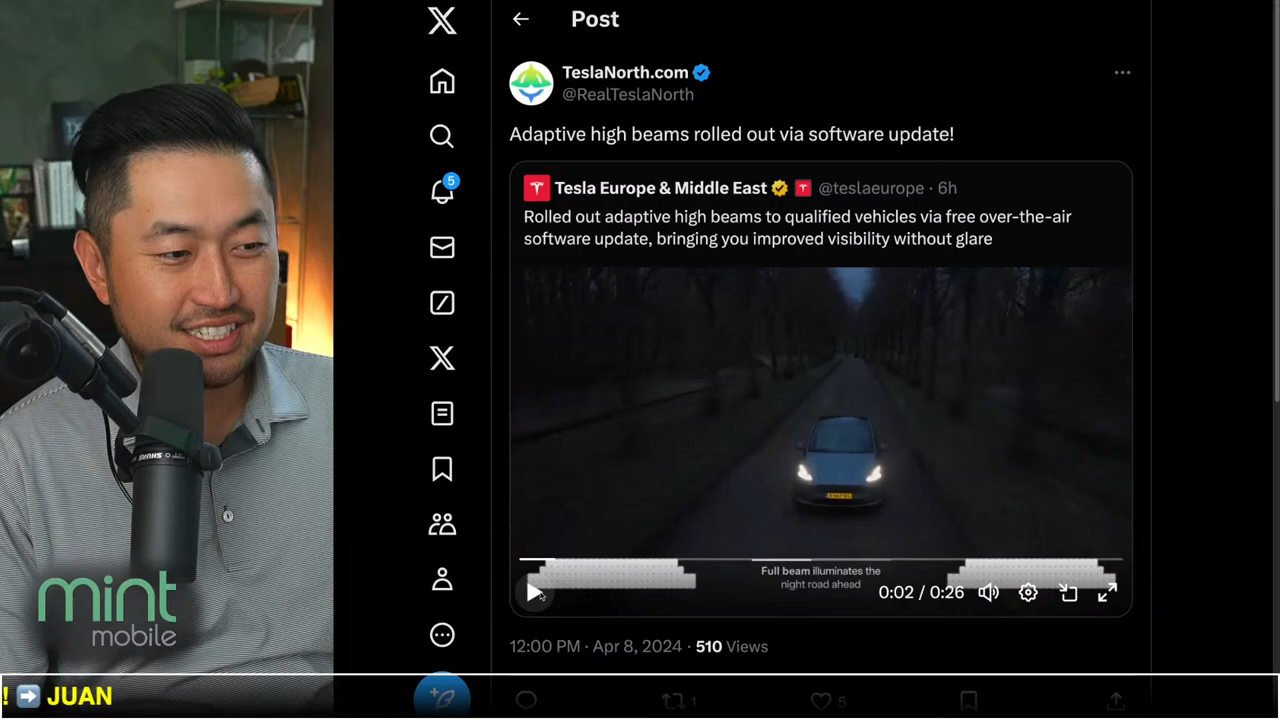 Post
TeslaNorth.com
@RealTeslaNorth
Adaptive high beams rolled out via software update!
5
Tesla Europe & Middle East @teslaeurope · 6h
Rolled out adaptive high beams to qualified vehicles via free over-the-air
software update, bringing you improved visibility without glare
Full beam illuminates the
night road ahead
0:02 / 0:26
12:00 PM · Apr 8, 2024 · 510 Views
1
5
SHURE
mint
mobile
! ➡️ JUAN